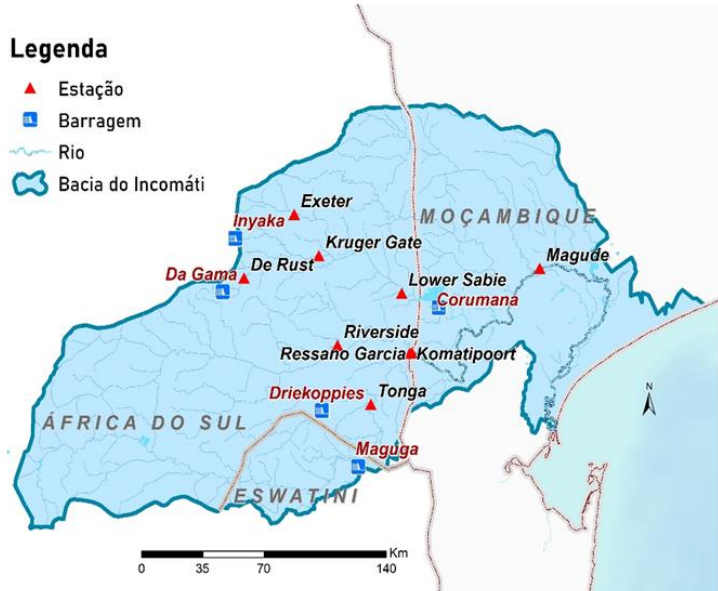 Legenda
Estação
Barragem
Rio
Bacia do Incomáti
Exeter
Inyaka
MOÇAMBIQUE
Kruger Gate
Magude
De Rust
Da Gama
Lower Sabie
Corumana
Riverside
Ressano Garcia
Komatipoort
Driekoppies
Tonga
ÁFRICA DO SUL
Maguga
ESWATINI
N
Km
0 35 70 140